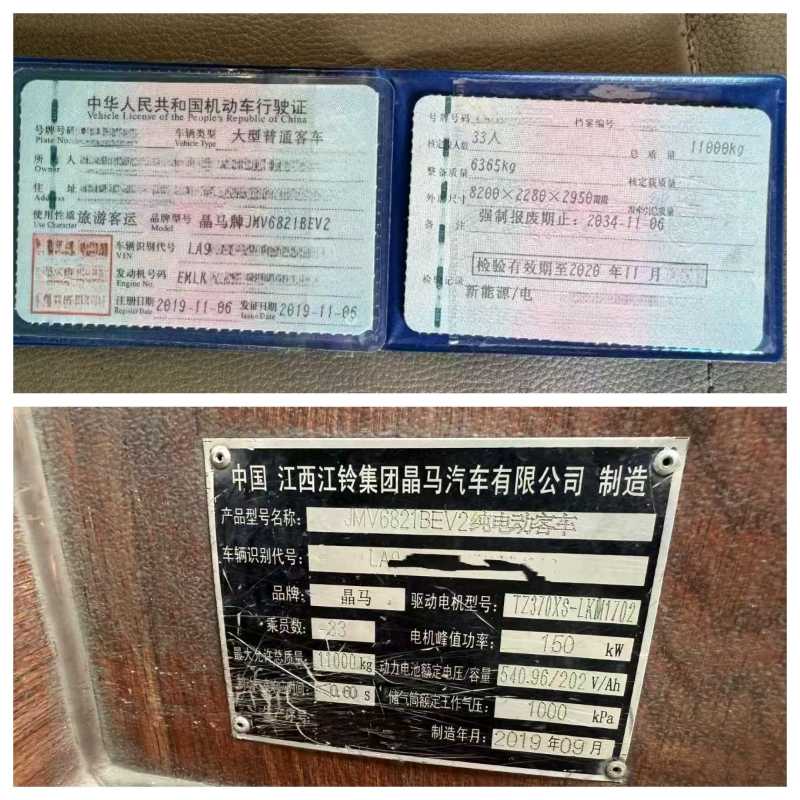 中华人民共和国机动车行驶证
Vehicle License of the People's Republic of China
号牌号码 车辆类型 大型普通客车
Plate No. Vehicle Type
所有人
Owner
住址
Address
使用性质 旅游客运 品牌型号 晶马牌JMV6821BEV2
Use Character Model
车辆识别代号 LA9
VIN
发动机号码 EMLK
Engine No.
注册日期 2019-11-06 发证日期 2019-11-06
Register Date Issue Date
号牌号码 档案编号
核定载人数 33人 总质量 11000kg
整备质量 6365kg 核定载质量
外廓尺寸 8200×2280×2950
备注 强制报废期止：2034-11-06
检验有效期至2020年11月
检验记录
新能源/电
中国 江西江铃集团晶马汽车有限公司 制造
产品型号名称： JMV6821BEV2纯电动客车
车辆识别代号： LA9
品牌： 晶马 驱动电机型号： TZ370XS-LKM1702
乘员数： 33 电机峰值功率： 150 kW
最大允许总质量： 11000kg 动力电池额定电压/容量 540.96/202 V/Ah
≤0.60 s 储气筒额定工作气压： 1000 kPa
制造年月： 2019年09月